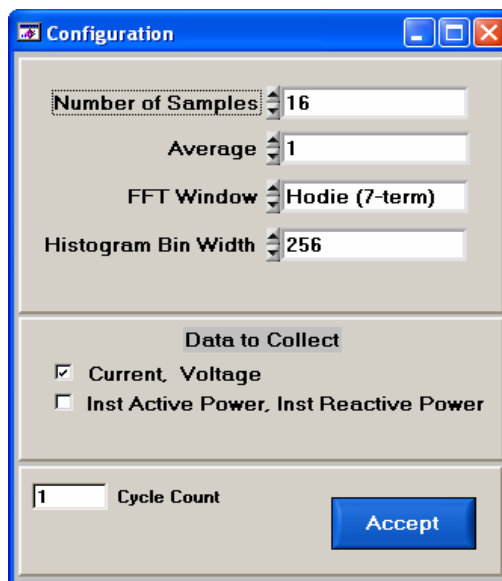 Configuration
Number of Samples 16
Average 1
FFT Window Hodie (7-term)
Histogram Bin Width 256
Data to Collect
Current, Voltage
Inst Active Power, Inst Reactive Power
1 Cycle Count
Accept